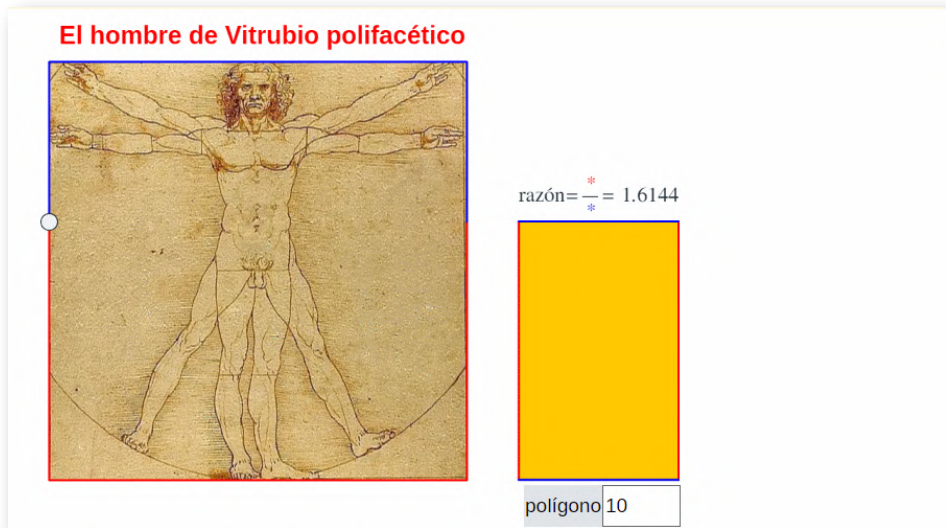 El hombre de Vitrubio polifacético
razón= * / * = 1.6144
polígono 10